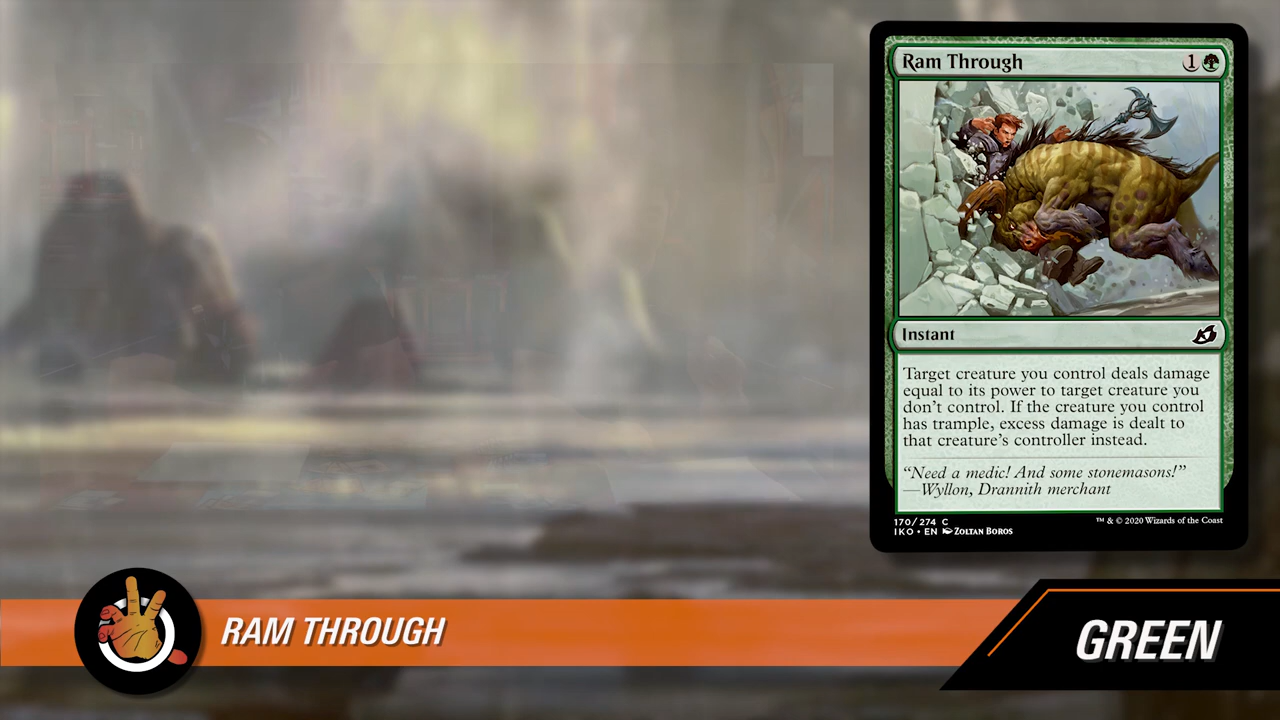 Ram Through 1
Instant
Target creature you control deals damage
equal to its power to target creature you
don't control. If the creature you control
has trample, excess damage is dealt to
that creature's controller instead.
“Need a medic! And some stonemasons!”
—Wyllon, Drannith merchant
170/274 C
IKO • EN Zoltan Boros
™ & © 2020 Wizards of the Coast
RAM THROUGH
GREEN